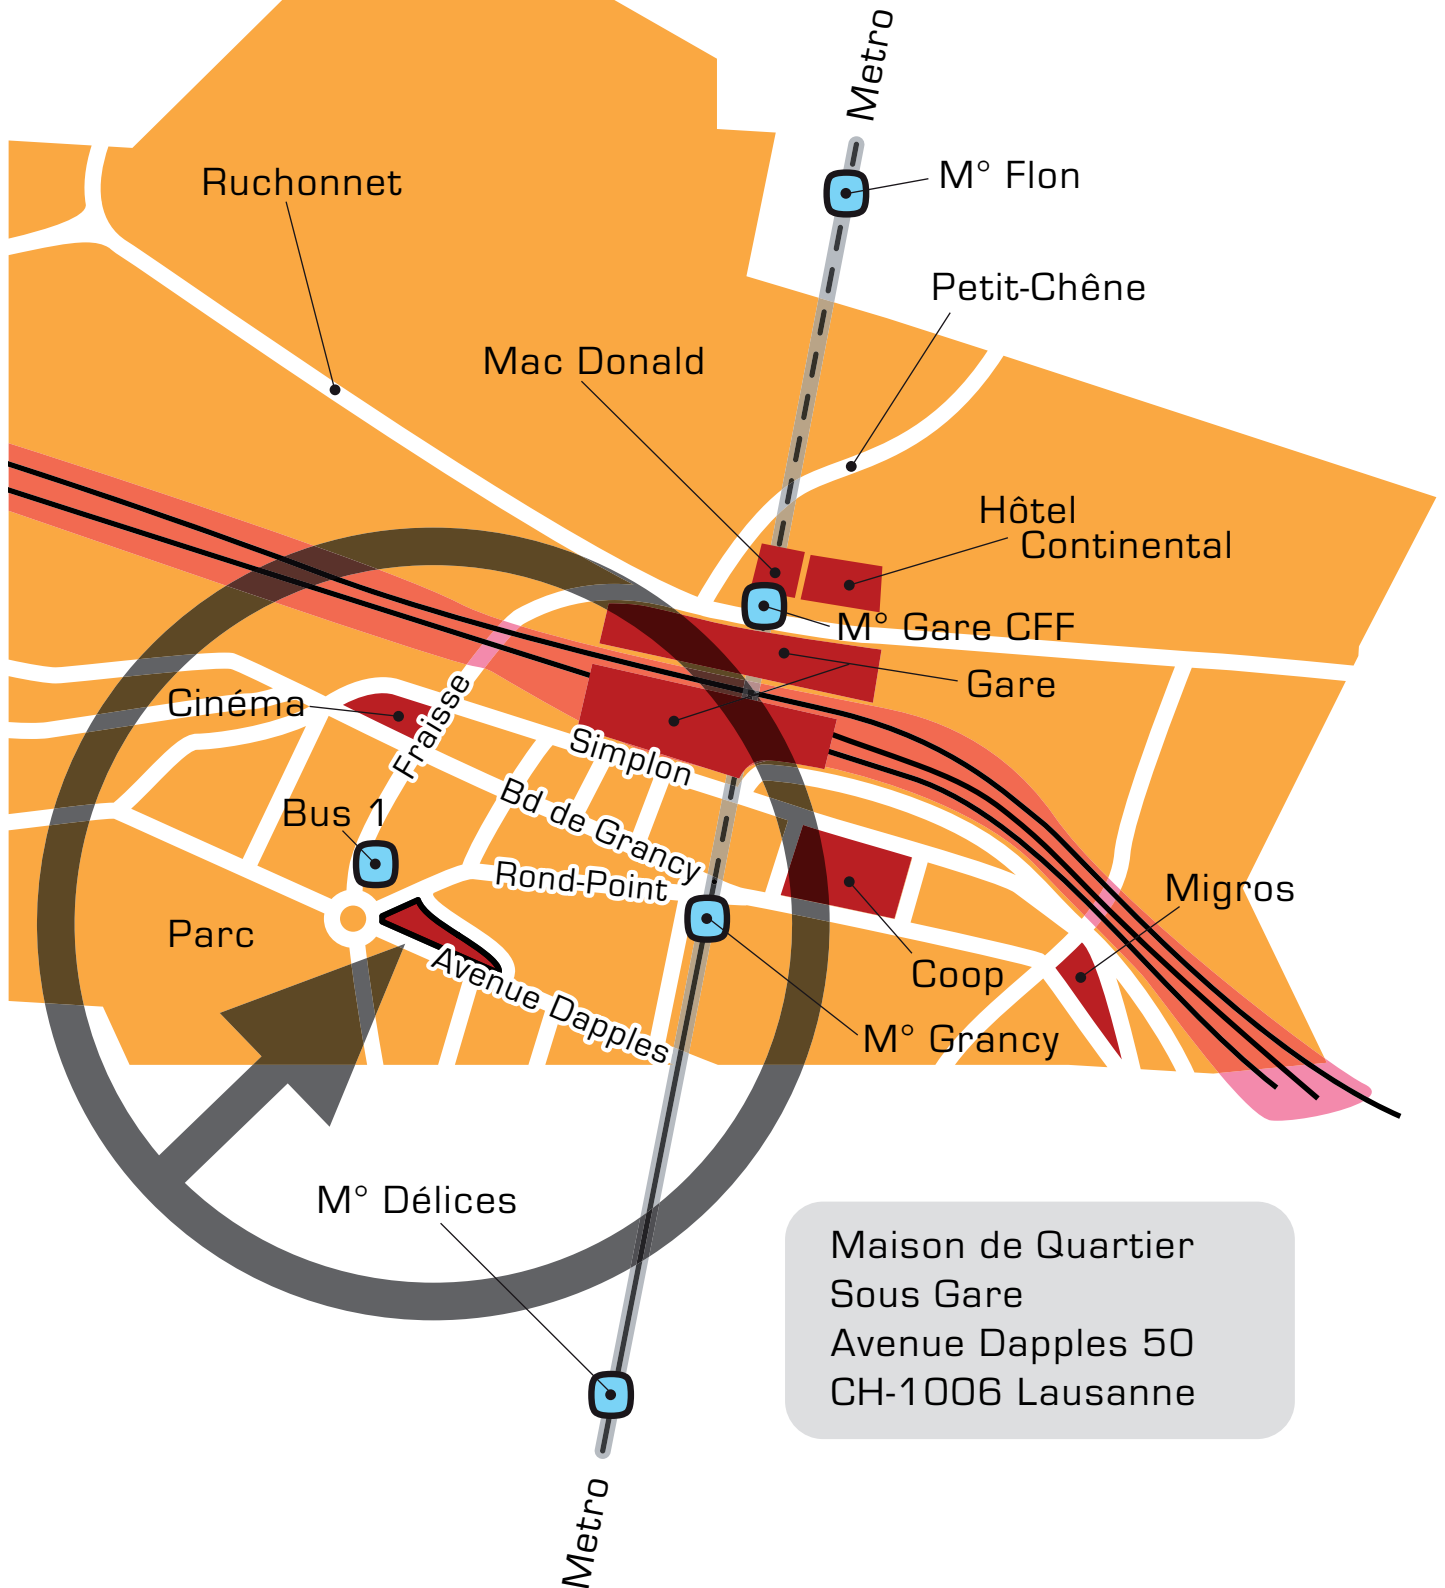 Metro
M° Flon
Ruchonnet
Petit-Chêne
Mac Donald
Hôtel
Continental
M° Gare CFF
Gare
Cinéma
Fraisse
Simplon
Bd de Grancy
Bus 1
Rond-Point
Migros
Parc
Avenue Dapples
Coop
M° Grancy
M° Délices
Maison de Quartier
Sous Gare
Avenue Dapples 50
CH-1006 Lausanne
Metro